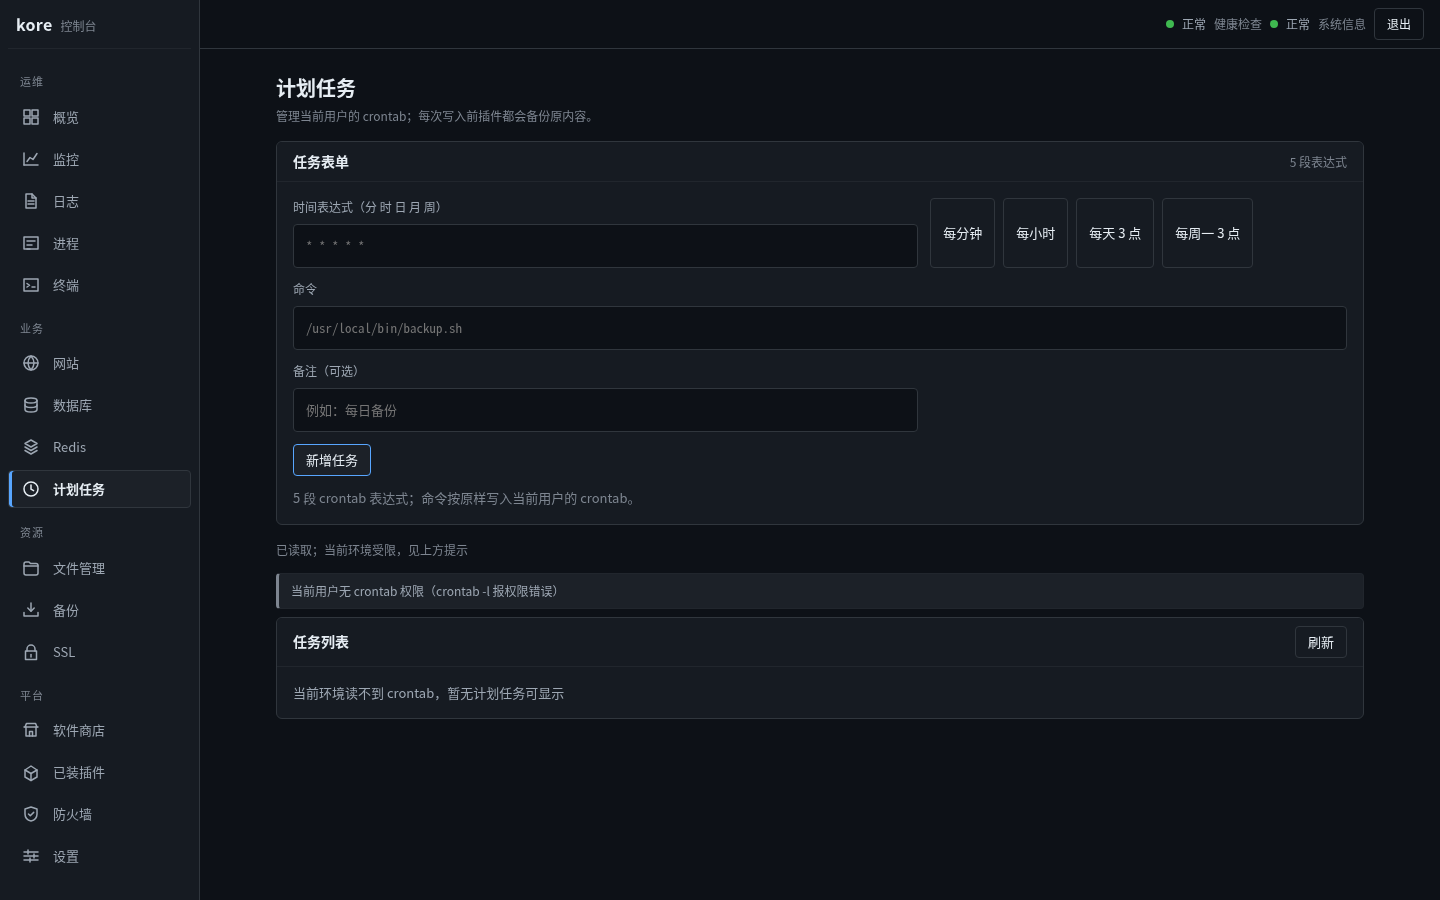 kore 控制台
正常 健康检查 正常 系统信息 退出
运维
概览
监控
日志
进程
终端
业务
网站
数据库
Redis
计划任务
资源
文件管理
备份
SSL
平台
软件商店
已装插件
防火墙
设置
计划任务
管理当前用户的 crontab；每次写入前插件都会备份原内容。
任务表单 5 段表达式
时间表达式（分 时 日 月 周）
* * * * * 每分钟 每小时 每天 3 点 每周一 3 点
命令
/usr/local/bin/backup.sh
备注（可选）
例如：每日备份
新增任务
5 段 crontab 表达式；命令按原样写入当前用户的 crontab。
已读取；当前环境受限，见上方提示
当前用户无 crontab 权限（crontab -l 报权限错误）
任务列表 刷新
当前环境读不到 crontab，暂无计划任务可显示